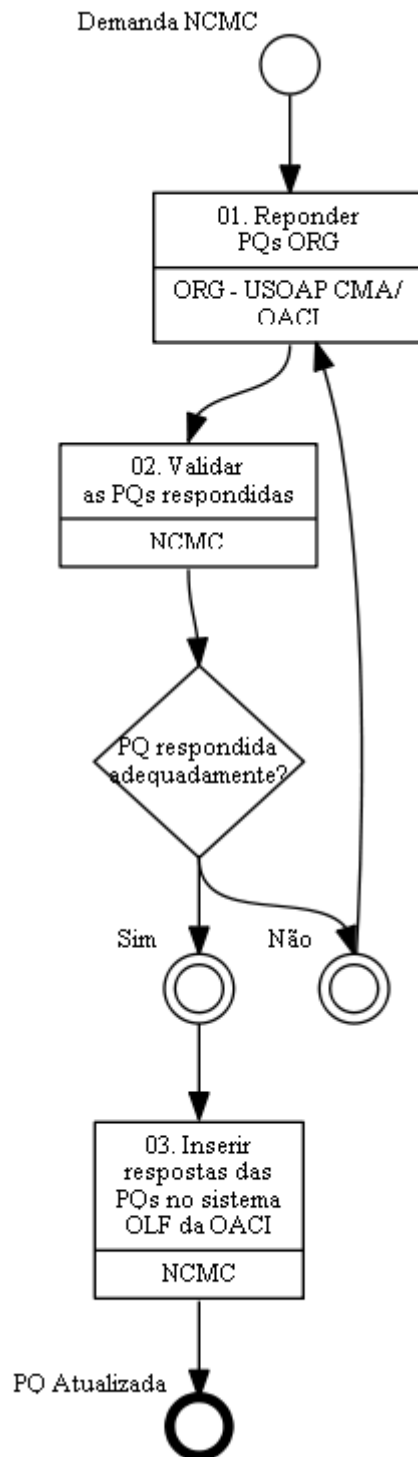 Demanda NCMC
01. Reponder
PQs ORG
ORG - USOAP CMA/
OACI
02. Validar
as PQs respondidas
NCMC
PQ respondida
adequadamente?
Sim
Não
03. Inserir
respostas das
PQs no sistema
OLF da OACI
NCMC
PQ Atualizada